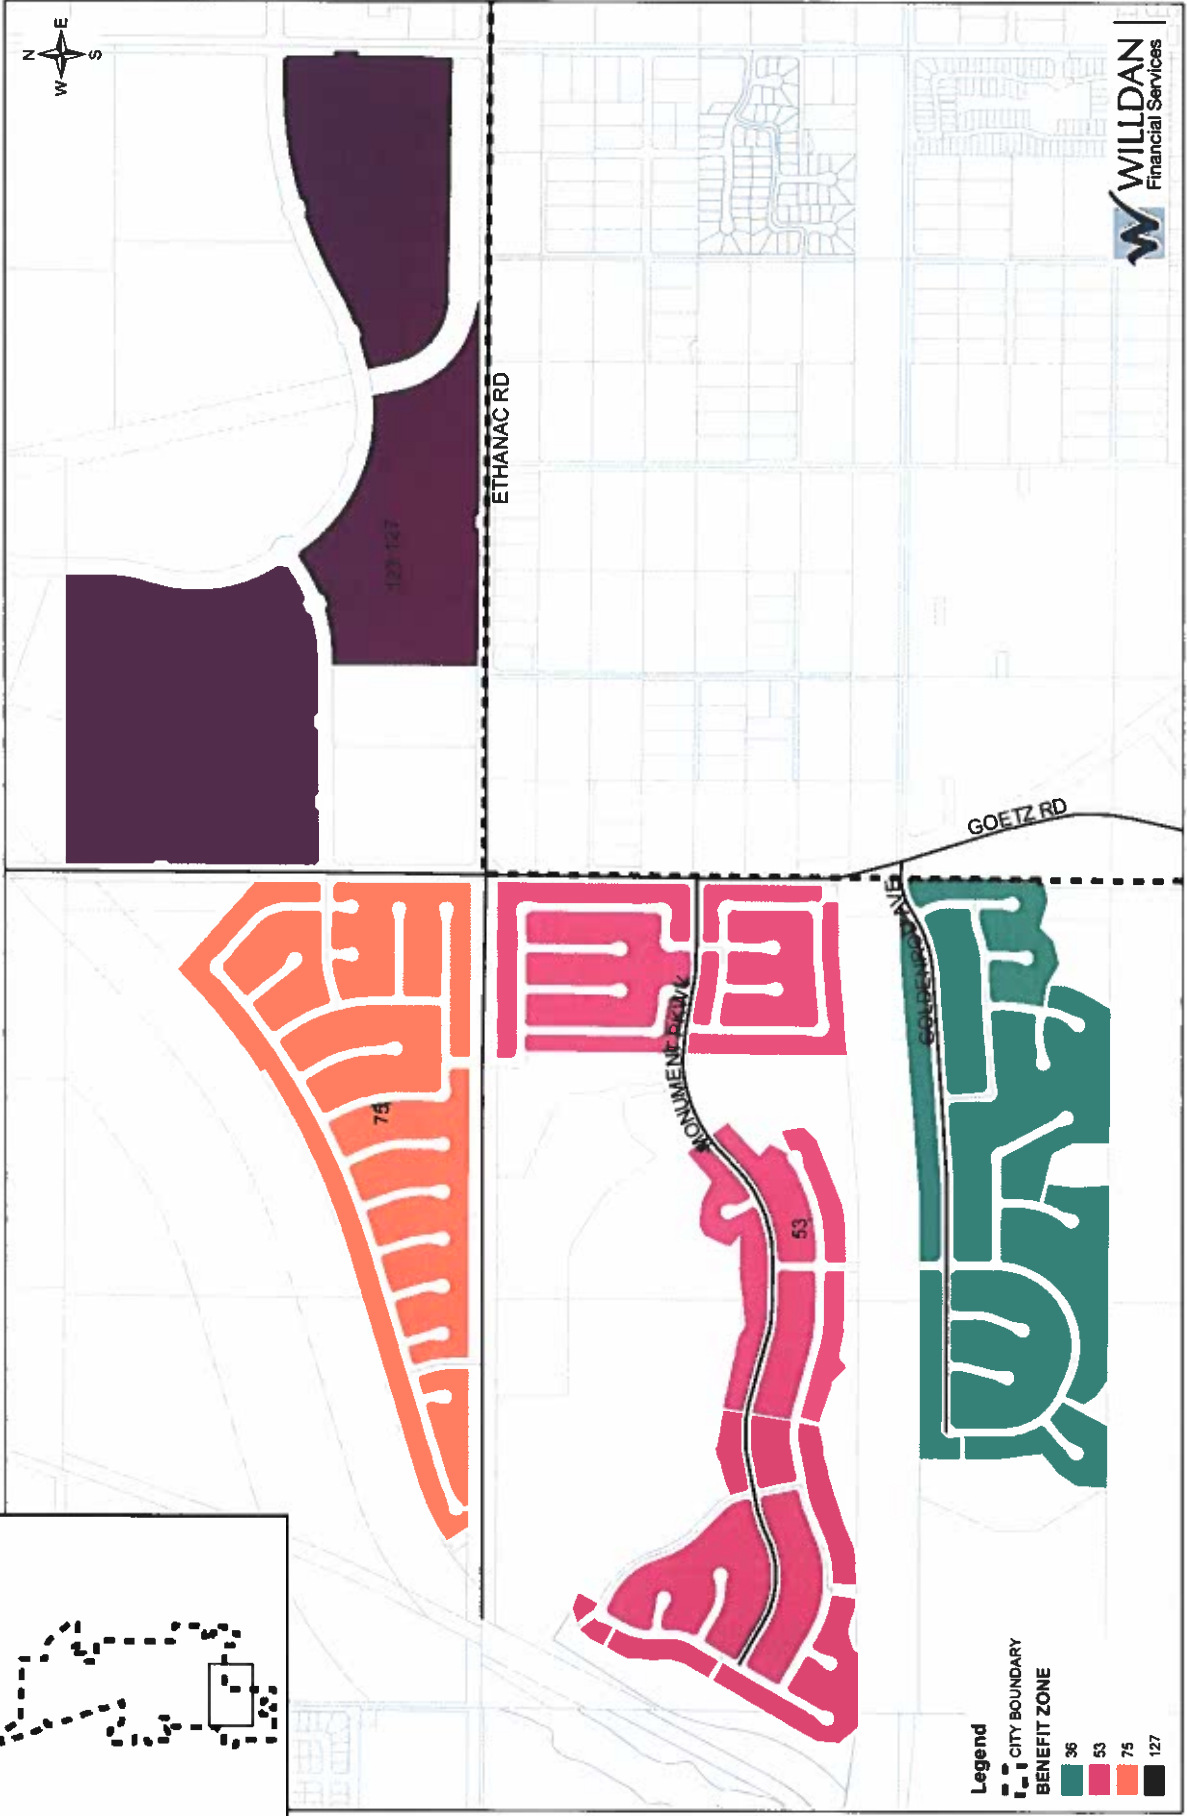 N
W E
S
ETHANAC RD
75
MONUMENT PKWY
53
GOLDENROD AVE
GOETZ RD
Legend
CITY BOUNDARY
BENEFIT ZONE
36
53
75
127
WILLDAN
Financial Services